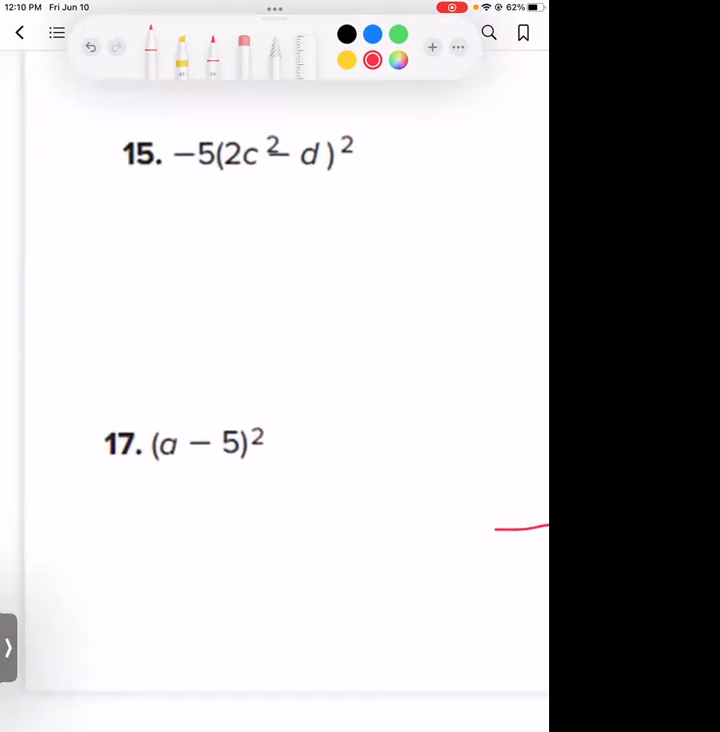 12:10 PM Fri Jun 10 62%
15. −5(2c² − d)²
17. (a − 5)²